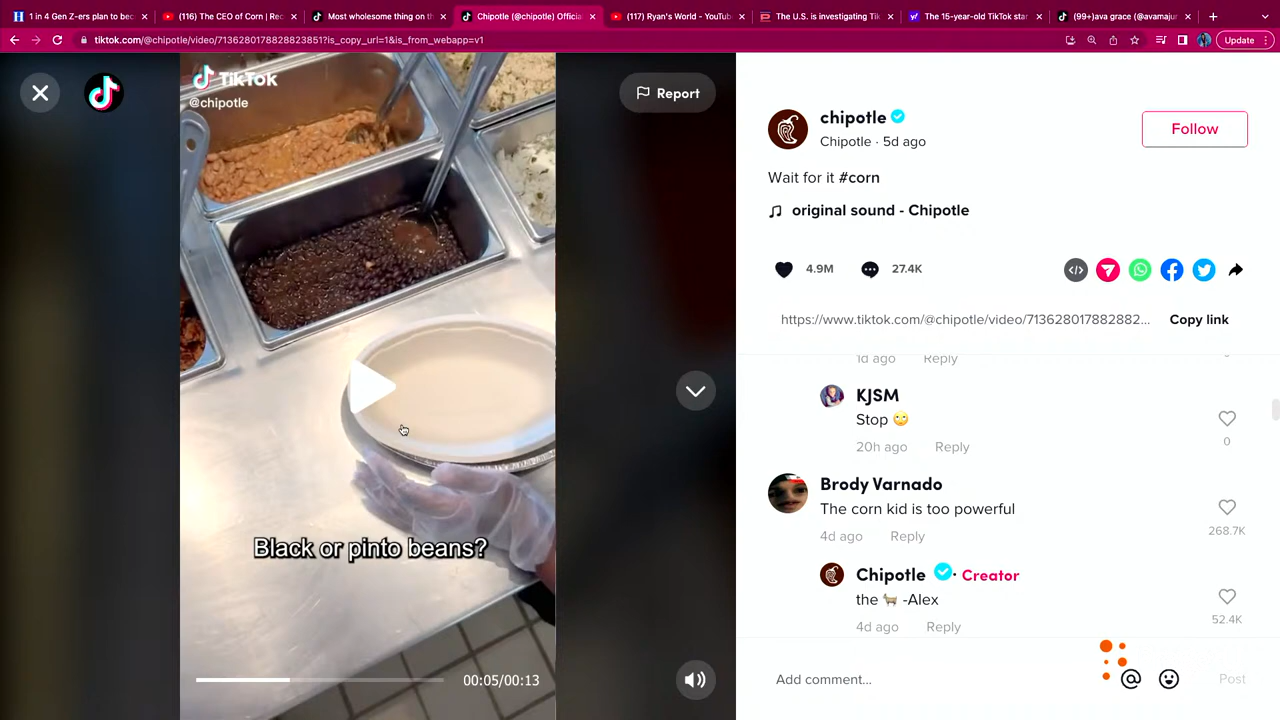 1 in 4 Gen Z-ers plan to bec
(116) The CEO of Corn | Rec
Most wholesome thing on th
Chipotle (@chipotle) Officia
(117) Ryan's World - YouTube
The U.S. is investigating Tik
The 15-year-old TikTok star
(99+)ava grace (@avamajur
tiktok.com/@chipotle/video/7136280178828823851?is_copy_url=1&is_from_webapp=v1
Update
TikTok
@chipotle
Report
chipotle
Chipotle · 5d ago
Follow
Wait for it #corn
original sound - Chipotle
4.9M
27.4K
https://www.tiktok.com/@chipotle/video/713628017882882...
Copy link
1d ago
Reply
KJSM
Stop 🙄
20h ago
Reply
0
Brody Varnado
The corn kid is too powerful
4d ago
Reply
268.7K
Chipotle · Creator
the 🐐 -Alex
4d ago
Reply
52.4K
Black or pinto beans?
00:05/00:13
Add comment...
Post